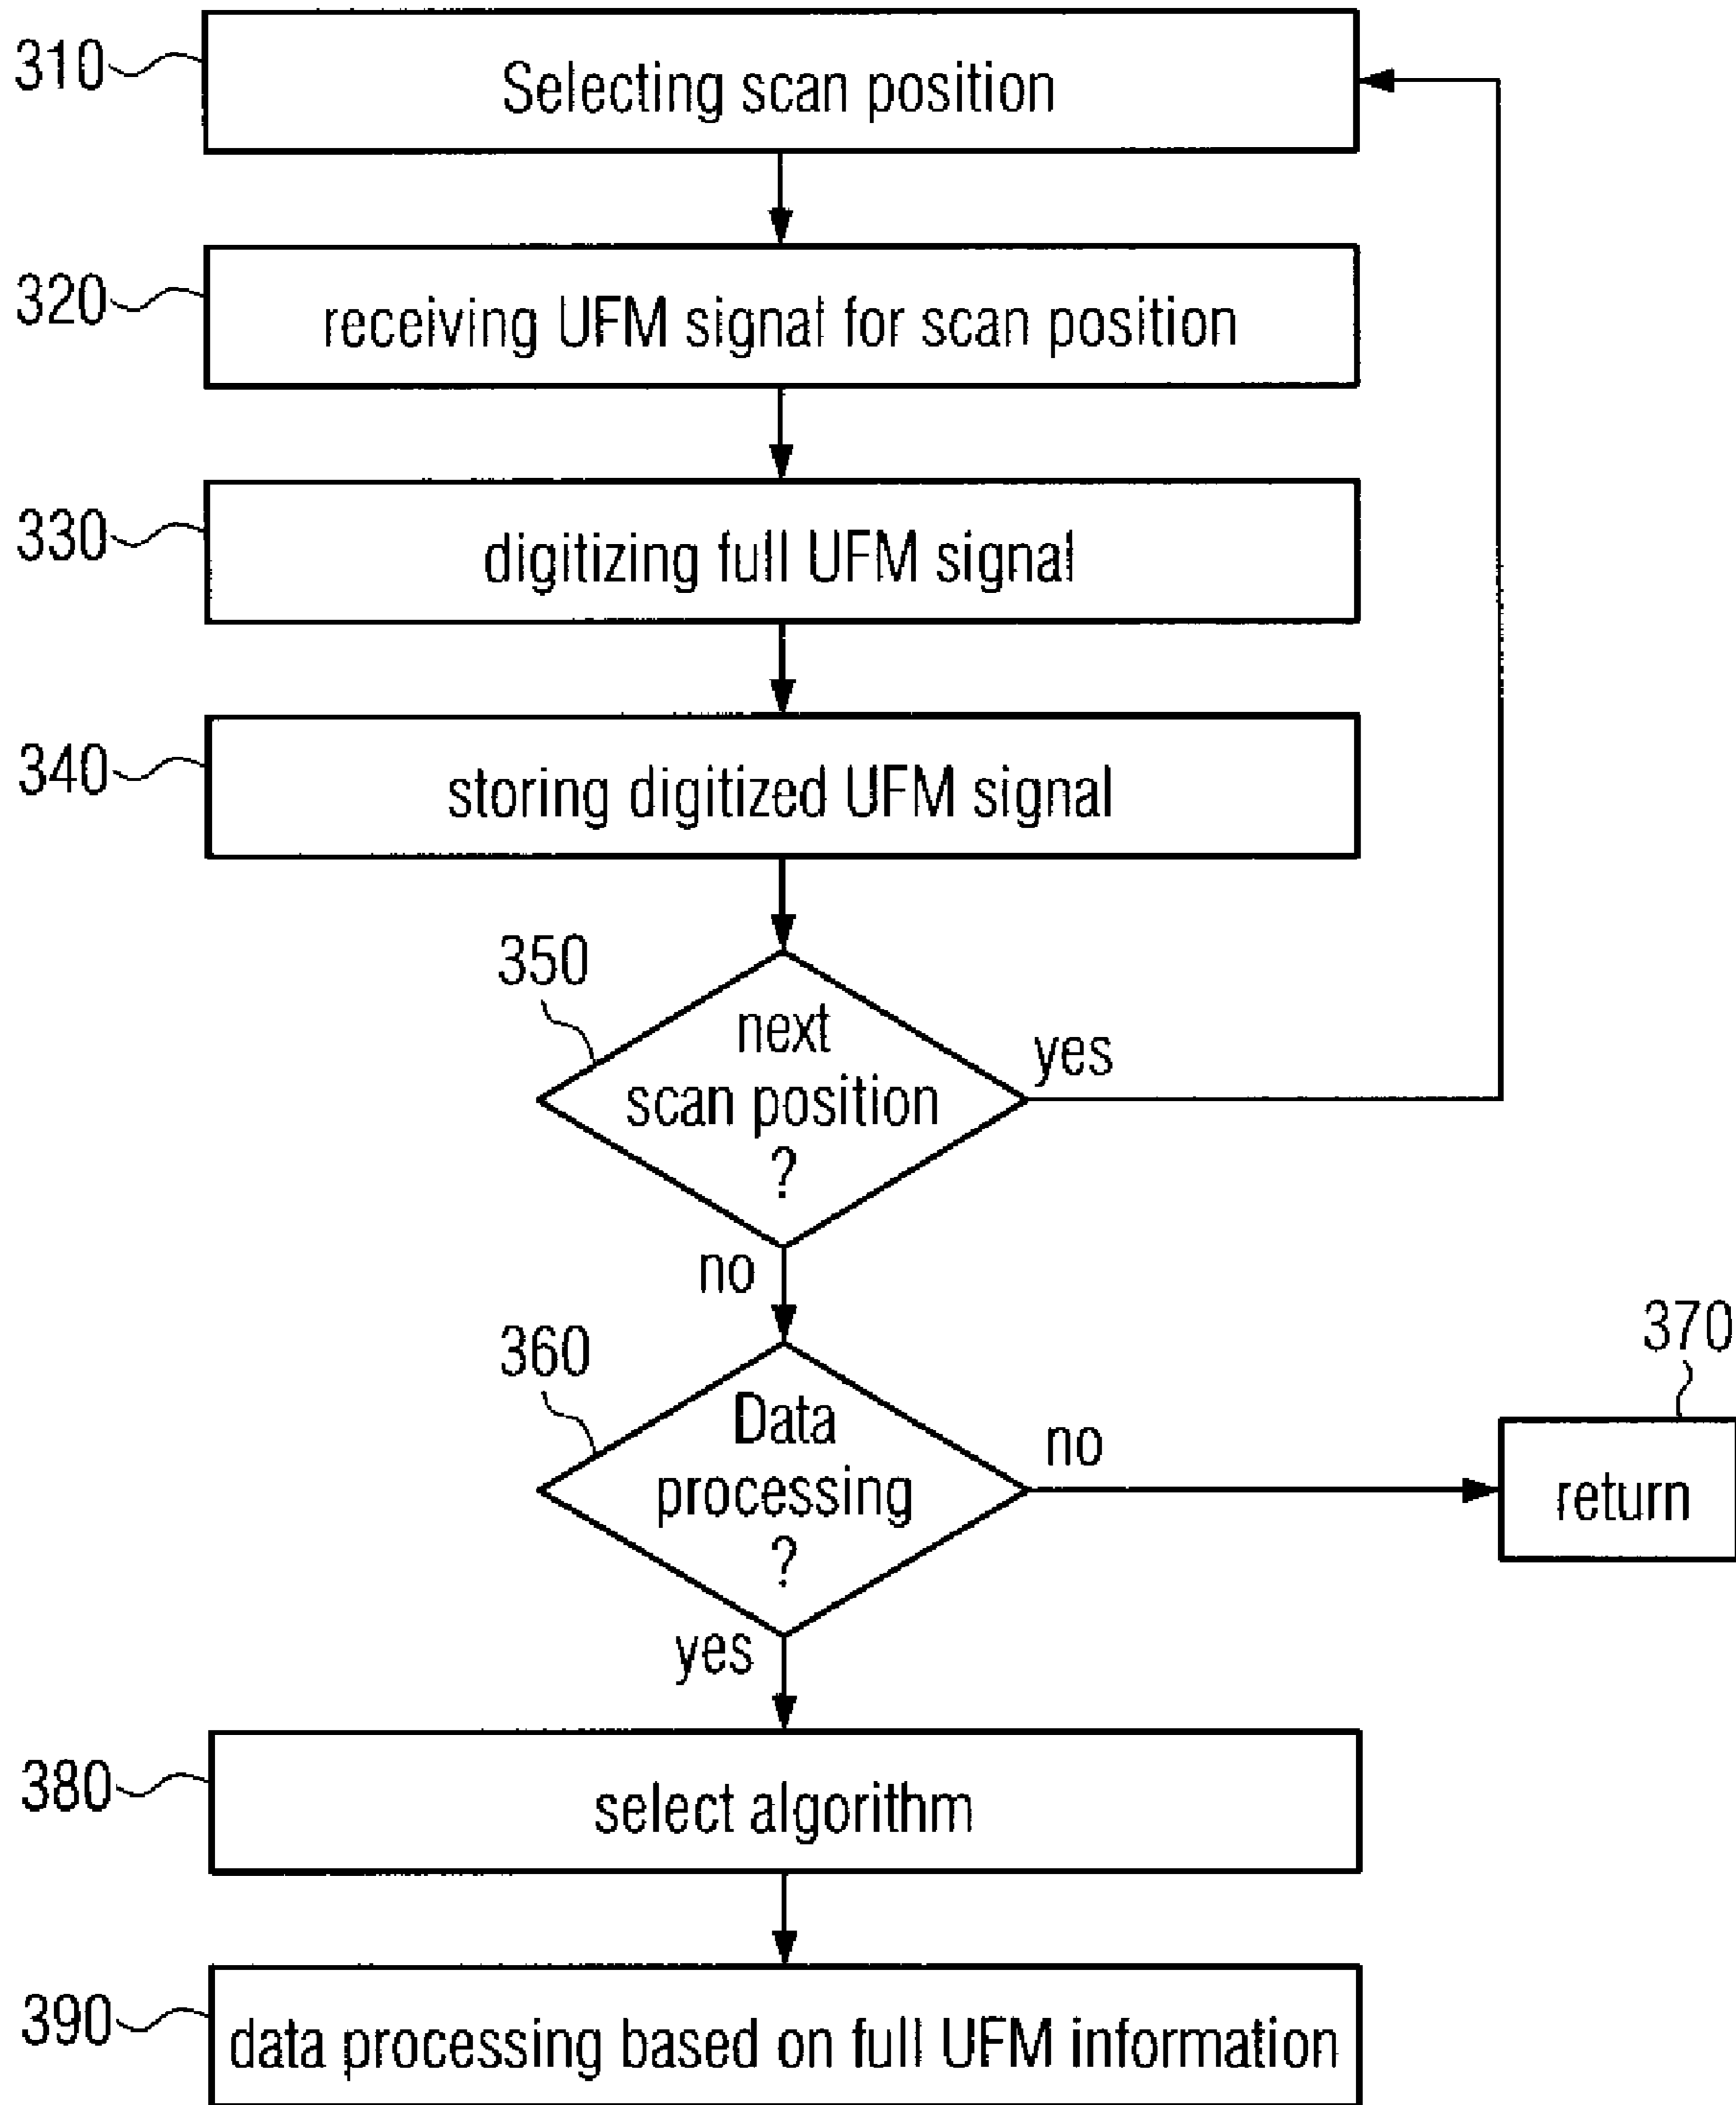 310
Selecting scan position
320
receiving UFM signal for scan position
330
digitizing full UFM signal
340
storing digitized UFM signal
350
next
scan position
?
yes
no
360
Data
processing
?
no
370
return
yes
380
select algorithm
390
data processing based on full UFM information